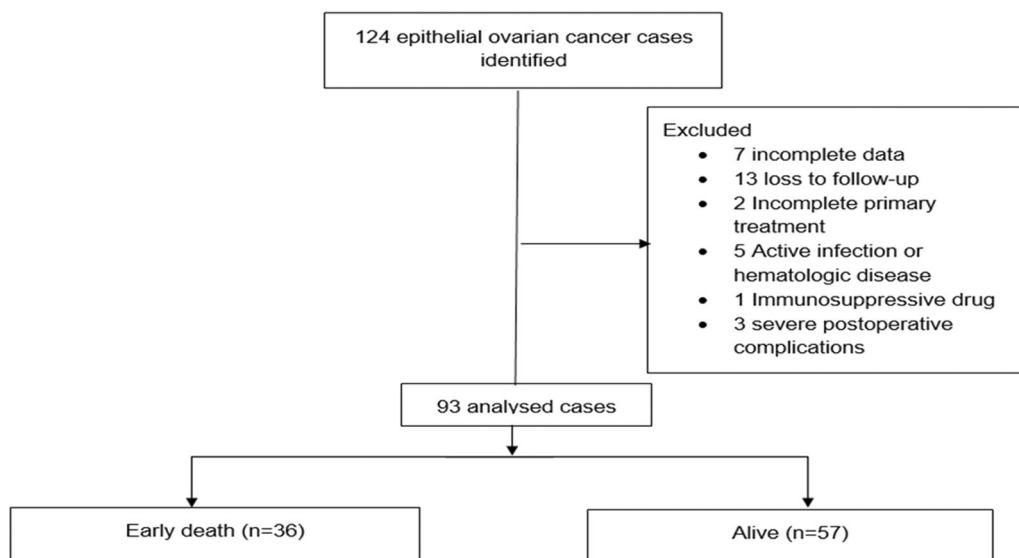 124 epithelial ovarian cancer cases
identified
Excluded
• 7 incomplete data
• 13 loss to follow-up
• 2 Incomplete primary
treatment
• 5 Active infection or
hematologic disease
• 1 Immunosuppressive drug
• 3 severe postoperative
complications
93 analysed cases
Early death (n=36)
Alive (n=57)